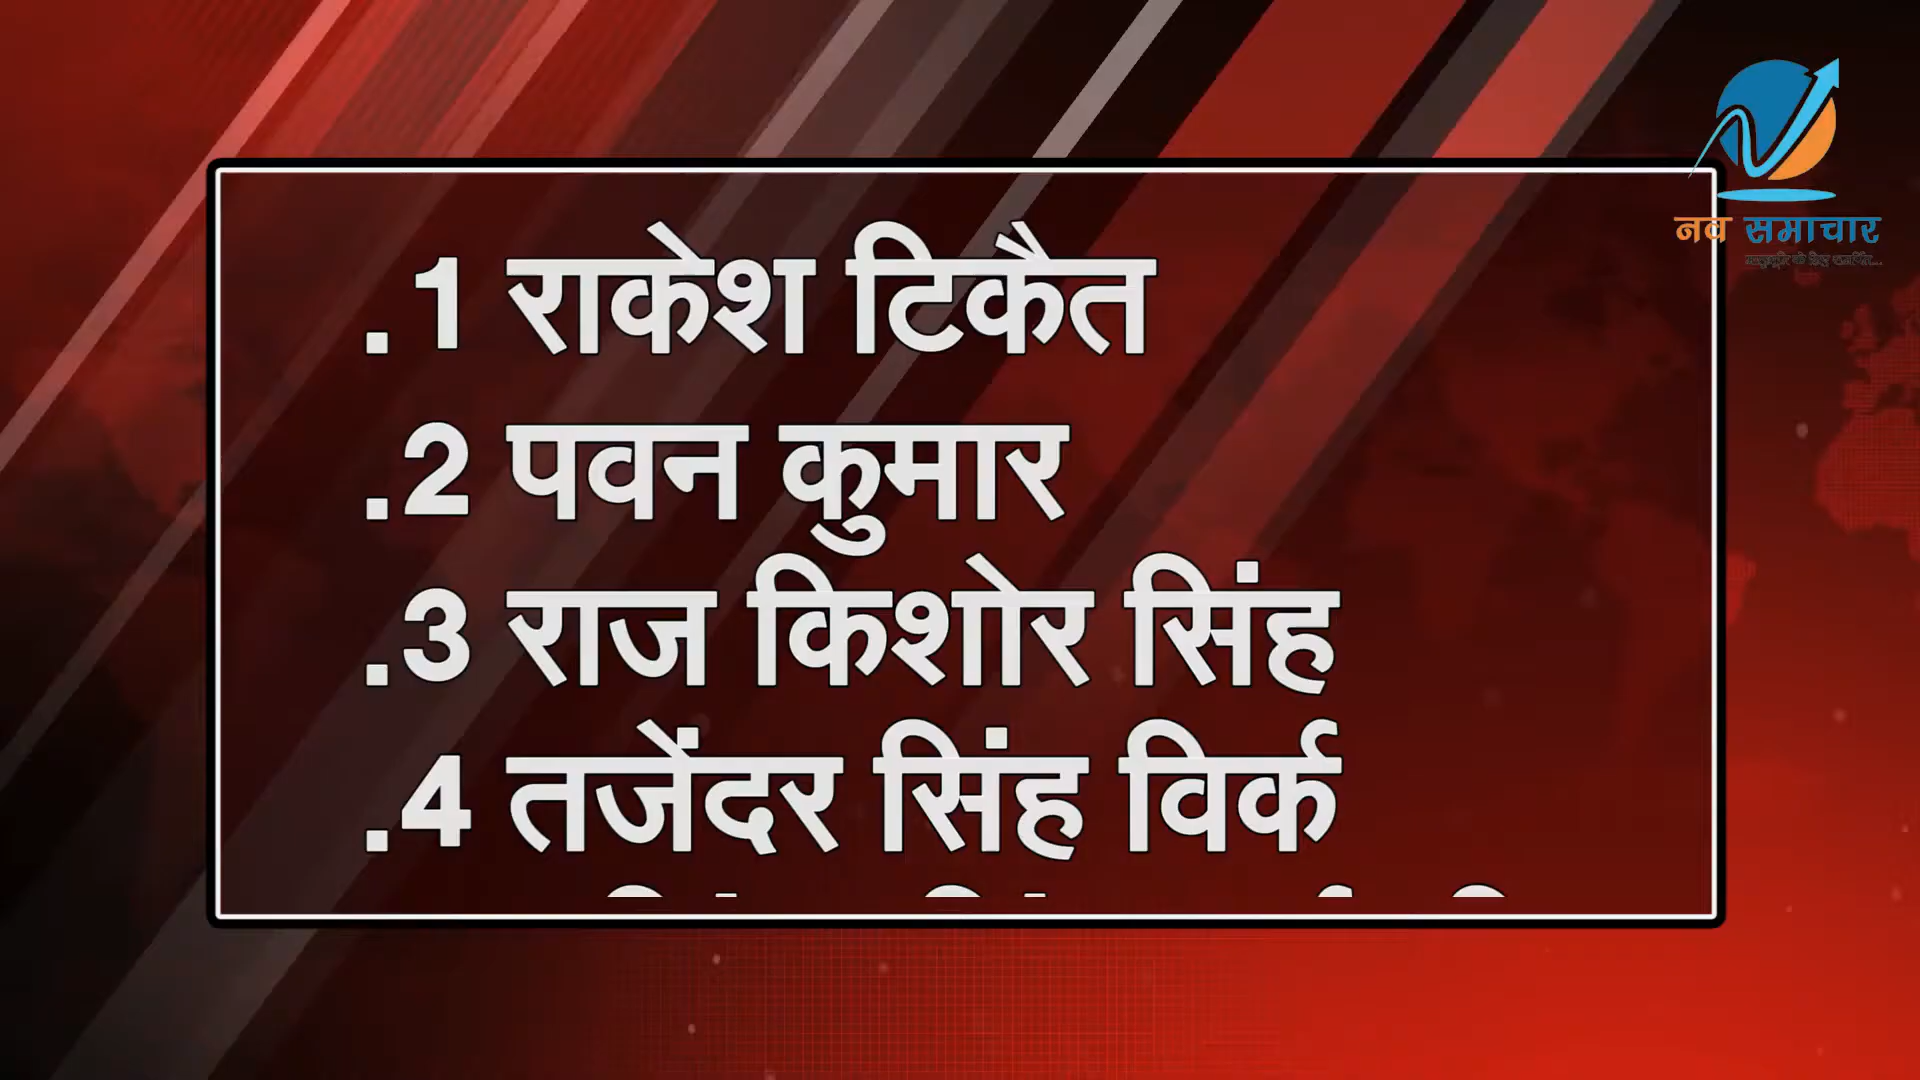 नव समाचार
.1 राकेश टिकैत
.2 पवन कुमार
.3 राज किशोर सिंह
.4 तजेंदर सिंह विर्क